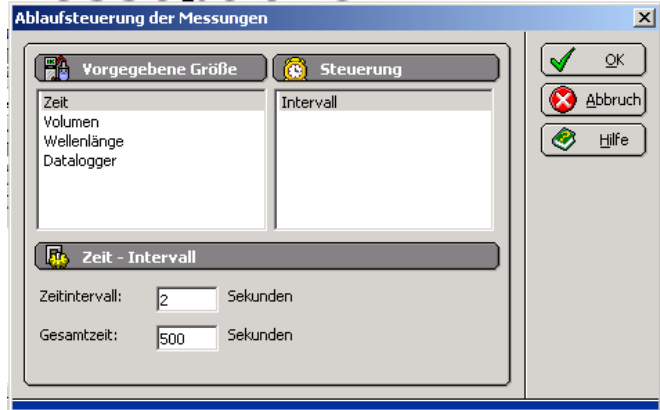 Ablaufsteuerung der Messungen
Vorgegebene Größe
Steuerung
Zeit
Volumen
Wellenlänge
Datalogger
Intervall
Zeit - Intervall
Zeitintervall: 2 Sekunden
Gesamtzeit: 500 Sekunden
OK
Abbruch
Hilfe